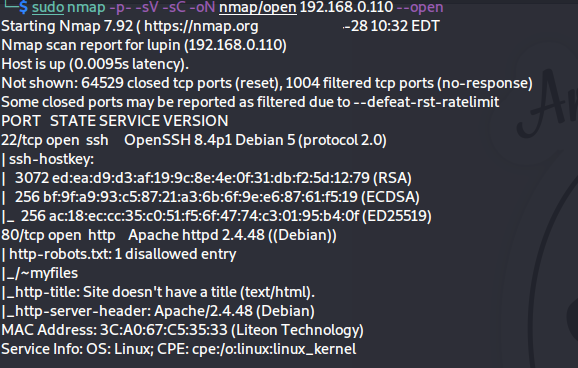 └─$ sudo nmap -p- -sV -sC -oN nmap/open 192.168.0.110 --open
Starting Nmap 7.92 ( https://nmap.org -28 10:32 EDT
Nmap scan report for lupin (192.168.0.110)
Host is up (0.0095s latency).
Not shown: 64529 closed tcp ports (reset), 1004 filtered tcp ports (no-response)
Some closed ports may be reported as filtered due to --defeat-rst-ratelimit
PORT STATE SERVICE VERSION
22/tcp open ssh OpenSSH 8.4p1 Debian 5 (protocol 2.0)
| ssh-hostkey:
| 3072 ed:ea:d9:d3:af:19:9c:8e:4e:0f:31:db:f2:5d:12:79 (RSA)
| 256 bf:9f:a9:93:c5:87:21:a3:6b:6f:9e:e6:87:61:f5:19 (ECDSA)
|_ 256 ac:18:ec:cc:35:c0:51:f5:6f:47:74:c3:01:95:b4:0f (ED25519)
80/tcp open http Apache httpd 2.4.48 ((Debian))
| http-robots.txt: 1 disallowed entry
|_/~myfiles
|_http-title: Site doesn't have a title (text/html).
|_http-server-header: Apache/2.4.48 (Debian)
MAC Address: 3C:A0:67:C5:35:33 (Liteon Technology)
Service Info: OS: Linux; CPE: cpe:/o:linux:linux_kernel